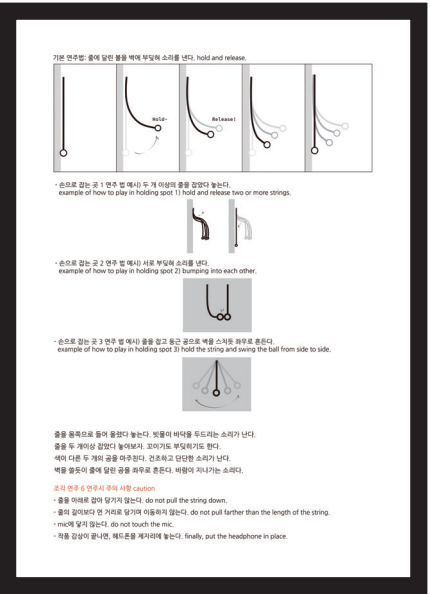 기본 연주법: 줄에 달린 볼을 벽에 부딪혀 소리를 낸다. hold and release.
Hold~
Release!
- 손으로 잡는 곳 1 연주 법 예시) 두 개 이상의 줄을 잡았다 놓는다.
example of how to play in holding spot 1) hold and release two or more strings.
- 손으로 잡는 곳 2 연주 법 예시) 서로 부딪혀 소리를 낸다.
example of how to play in holding spot 2) bumping into each other.
- 손으로 잡는 곳 3 연주 법 예시) 줄을 잡고 둥근 공으로 벽을 스치듯 좌우로 흔든다.
example of how to play in holding spot 3) hold the string and swing the ball from side to side.
줄을 몸쪽으로 들어 올렸다 놓는다. 빗물이 바닥을 두드리는 소리가 난다.
줄을 두 개이상 잡았다 놓아보자. 꼬이기도 부딪히기도 한다.
색이 다른 두 개의 공을 마주친다. 건조하고 단단한 소리가 난다.
벽을 쓸듯이 줄에 달린 공을 좌우로 흔든다. 바람이 지나가는 소리다.
조각 연주 6 연주시 주의 사항 caution
- 줄을 아래로 잡아 당기지 않는다. do not pull the string down.
- 줄의 길이보다 먼 거리로 당기며 이동하지 않는다. do not pull farther than the length of the string.
- mic에 닿지 않는다. do not touch the mic.
- 작품 감상이 끝나면, 헤드폰을 제자리에 놓는다. finally, put the headphone in place.